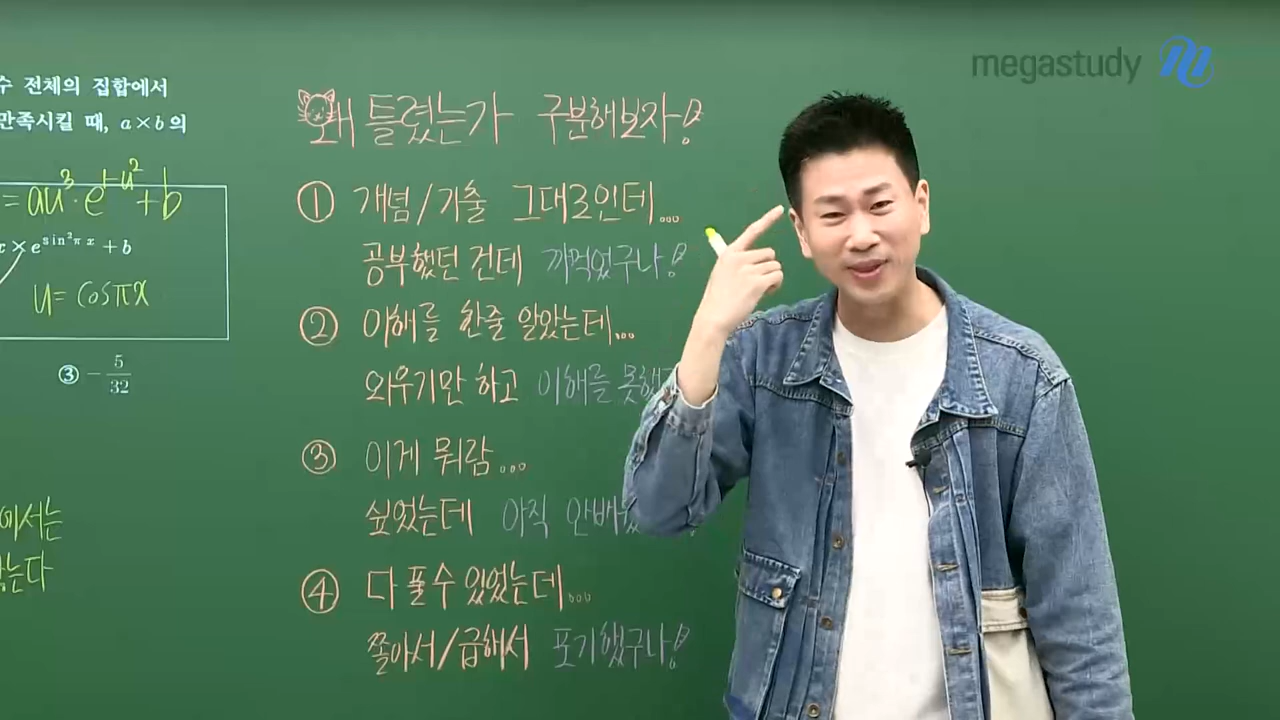 megastudy
수 전체의 집합에서
만족시킬 때, a×b의
= au³·e^{1-u²}+b
x×e^{sin²πx}+b
u= cosπx
③ -5/32
에서는
는다
왜 틀렸는가 구분해보자!
① 개념/기출 그대로인데...
공부했던 건데 까먹었구나!
② 이해를 한줄 알았는데...
외우기만 하고 이해를 못했
③ 이게 뭐람...
싶었는데 아직 안배웠
④ 다 풀 수 있었는데...
쫄아서/급해서 포기했구나!